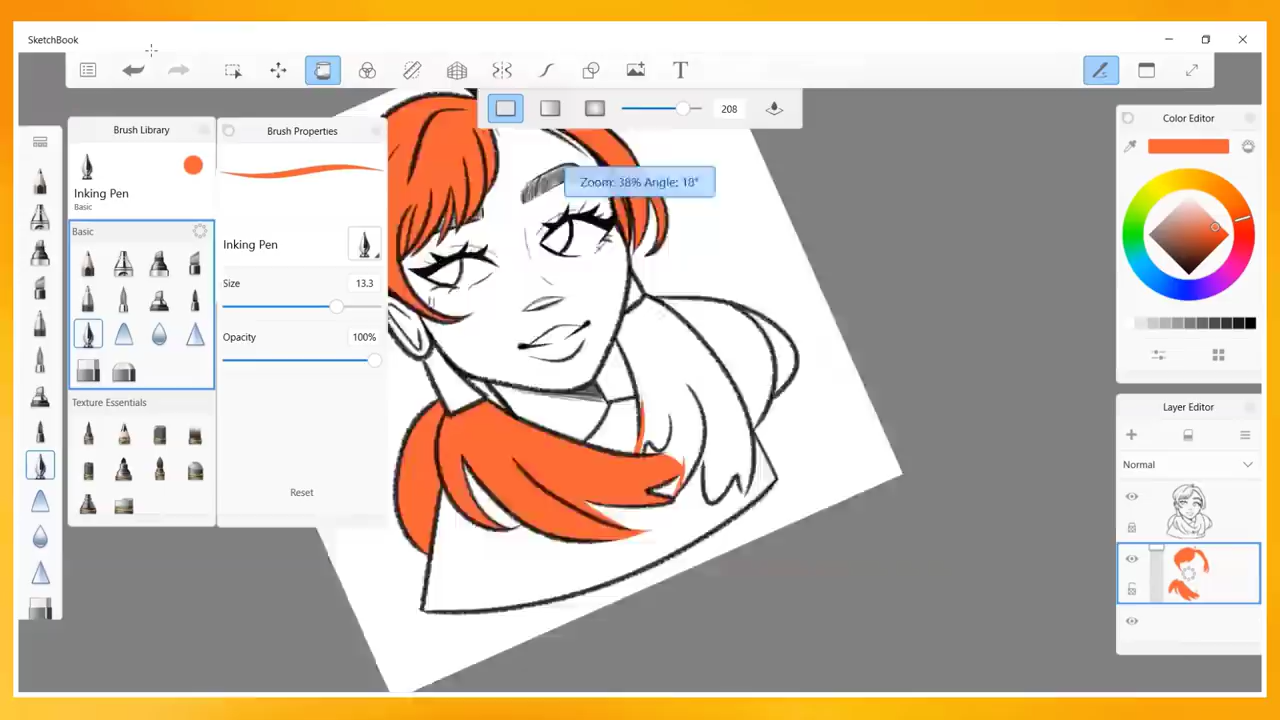 SketchBook
T
208
Brush Library
Brush Properties
Color Editor
Inking Pen
Basic
Zoom: 38% Angle: 18°
Basic
Inking Pen
Size
13.3
Opacity
100%
Texture Essentials
Layer Editor
Normal
Reset